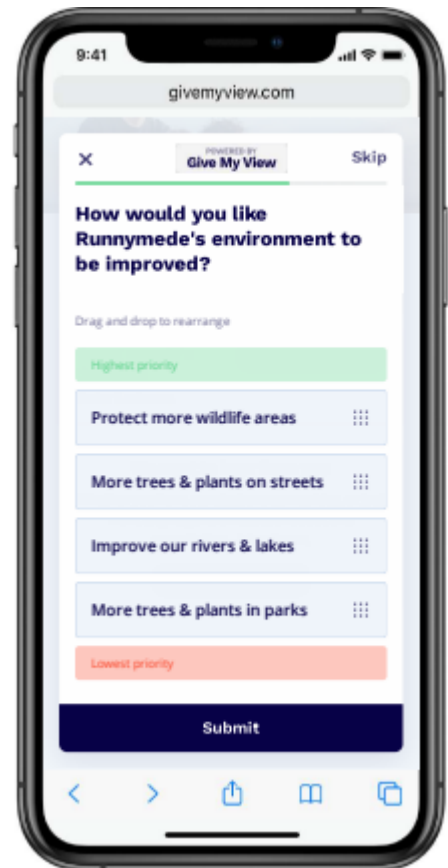 9:41
givemyview.com
POWERED BY
Give My View
Skip
How would you like
Runnymede's environment to
be improved?
Drag and drop to rearrange
Highest priority
Protect more wildlife areas
More trees & plants on streets
Improve our rivers & lakes
More trees & plants in parks
Lowest priority
Submit